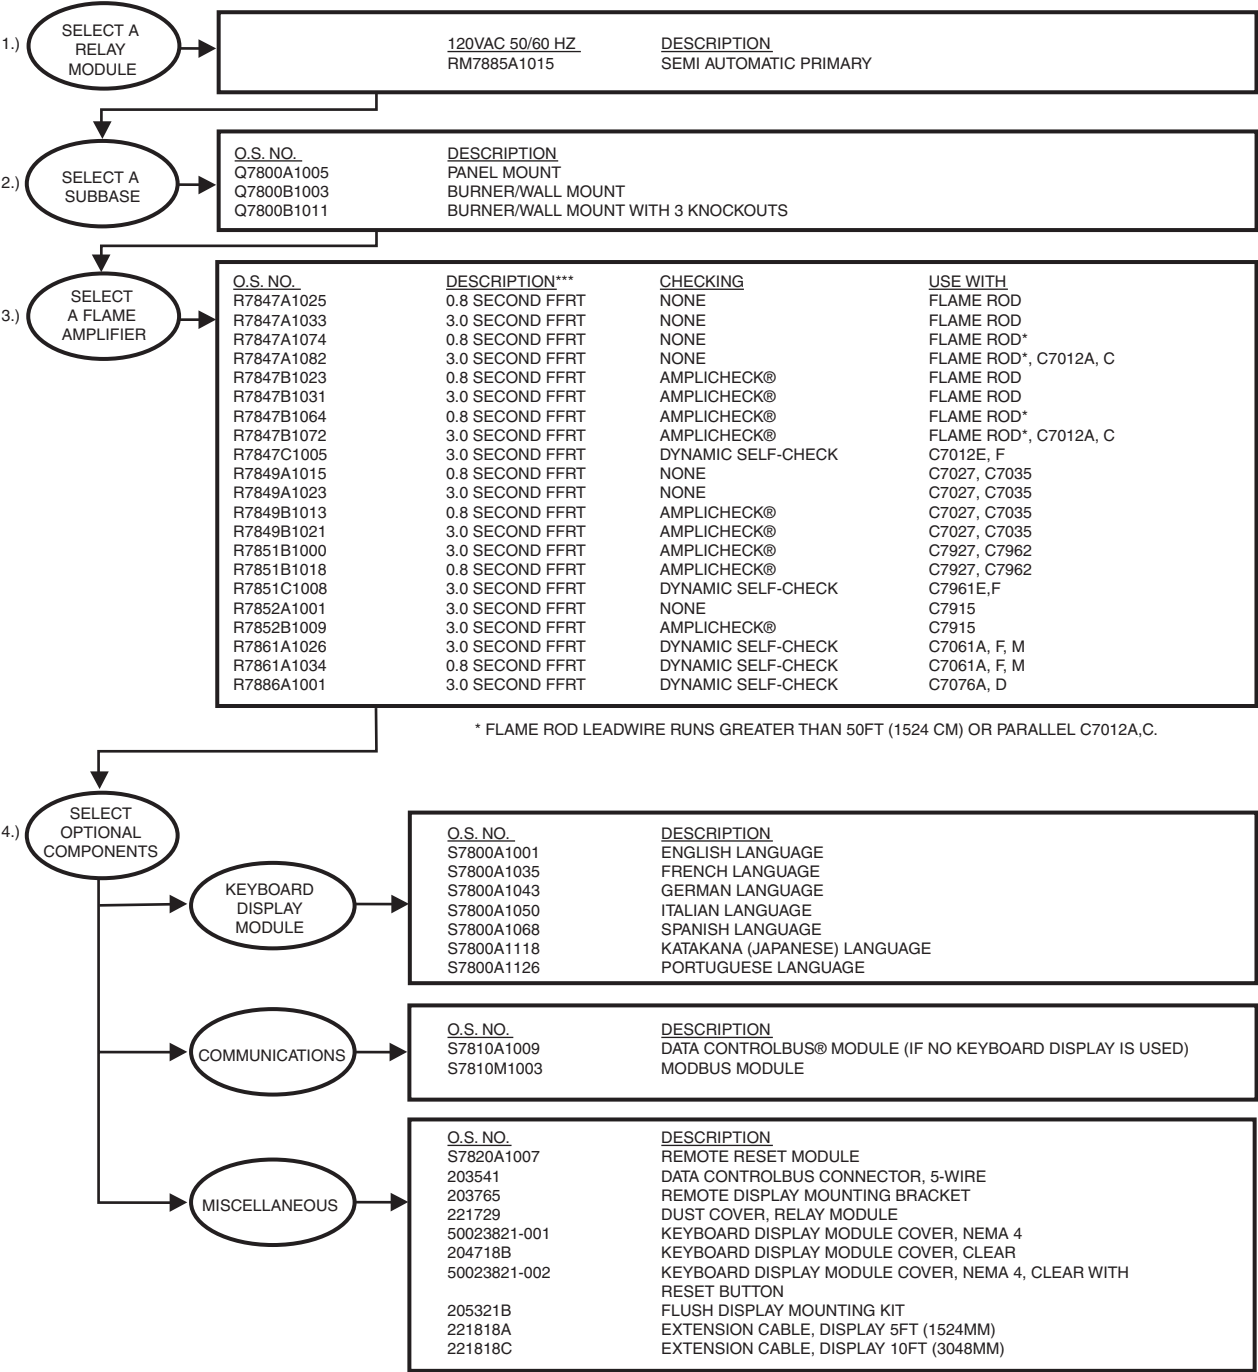 1.) SELECT A
RELAY
MODULE
120VAC 50/60 HZ DESCRIPTION
RM7885A1015 SEMI AUTOMATIC PRIMARY
2.) SELECT A
SUBBASE
O.S. NO. DESCRIPTION
Q7800A1005 PANEL MOUNT
Q7800B1003 BURNER/WALL MOUNT
Q7800B1011 BURNER/WALL MOUNT WITH 3 KNOCKOUTS
3.) SELECT
A FLAME
AMPLIFIER
O.S. NO. DESCRIPTION*** CHECKING USE WITH
R7847A1025 0.8 SECOND FFRT NONE FLAME ROD
R7847A1033 3.0 SECOND FFRT NONE FLAME ROD
R7847A1074 0.8 SECOND FFRT NONE FLAME ROD*
R7847A1082 3.0 SECOND FFRT NONE FLAME ROD*, C7012A, C
R7847B1023 0.8 SECOND FFRT AMPLICHECK® FLAME ROD
R7847B1031 3.0 SECOND FFRT AMPLICHECK® FLAME ROD
R7847B1064 0.8 SECOND FFRT AMPLICHECK® FLAME ROD*
R7847B1072 3.0 SECOND FFRT AMPLICHECK® FLAME ROD*, C7012A, C
R7847C1005 3.0 SECOND FFRT DYNAMIC SELF-CHECK C7012E, F
R7849A1015 0.8 SECOND FFRT NONE C7027, C7035
R7849A1023 3.0 SECOND FFRT NONE C7027, C7035
R7849B1013 0.8 SECOND FFRT AMPLICHECK® C7027, C7035
R7849B1021 3.0 SECOND FFRT AMPLICHECK® C7027, C7035
R7851B1000 3.0 SECOND FFRT AMPLICHECK® C7927, C7962
R7851B1018 0.8 SECOND FFRT AMPLICHECK® C7927, C7962
R7851C1008 3.0 SECOND FFRT DYNAMIC SELF-CHECK C7961E,F
R7852A1001 3.0 SECOND FFRT NONE C7915
R7852B1009 3.0 SECOND FFRT AMPLICHECK® C7915
R7861A1026 3.0 SECOND FFRT DYNAMIC SELF-CHECK C7061A, F, M
R7861A1034 0.8 SECOND FFRT DYNAMIC SELF-CHECK C7061A, F, M
R7886A1001 3.0 SECOND FFRT DYNAMIC SELF-CHECK C7076A, D
* FLAME ROD LEADWIRE RUNS GREATER THAN 50FT (1524 CM) OR PARALLEL C7012A,C.
4.) SELECT
OPTIONAL
COMPONENTS
KEYBOARD
DISPLAY
MODULE
O.S. NO. DESCRIPTION
S7800A1001 ENGLISH LANGUAGE
S7800A1035 FRENCH LANGUAGE
S7800A1043 GERMAN LANGUAGE
S7800A1050 ITALIAN LANGUAGE
S7800A1068 SPANISH LANGUAGE
S7800A1118 KATAKANA (JAPANESE) LANGUAGE
S7800A1126 PORTUGUESE LANGUAGE
COMMUNICATIONS
O.S. NO. DESCRIPTION
S7810A1009 DATA CONTROLBUS® MODULE (IF NO KEYBOARD DISPLAY IS USED)
S7810M1003 MODBUS MODULE
MISCELLANEOUS
O.S. NO. DESCRIPTION
S7820A1007 REMOTE RESET MODULE
203541 DATA CONTROLBUS CONNECTOR, 5-WIRE
203765 REMOTE DISPLAY MOUNTING BRACKET
221729 DUST COVER, RELAY MODULE
50023821-001 KEYBOARD DISPLAY MODULE COVER, NEMA 4
204718B KEYBOARD DISPLAY MODULE COVER, CLEAR
50023821-002 KEYBOARD DISPLAY MODULE COVER, NEMA 4, CLEAR WITH
RESET BUTTON
205321B FLUSH DISPLAY MOUNTING KIT
221818A EXTENSION CABLE, DISPLAY 5FT (1524MM)
221818C EXTENSION CABLE, DISPLAY 10FT (3048MM)